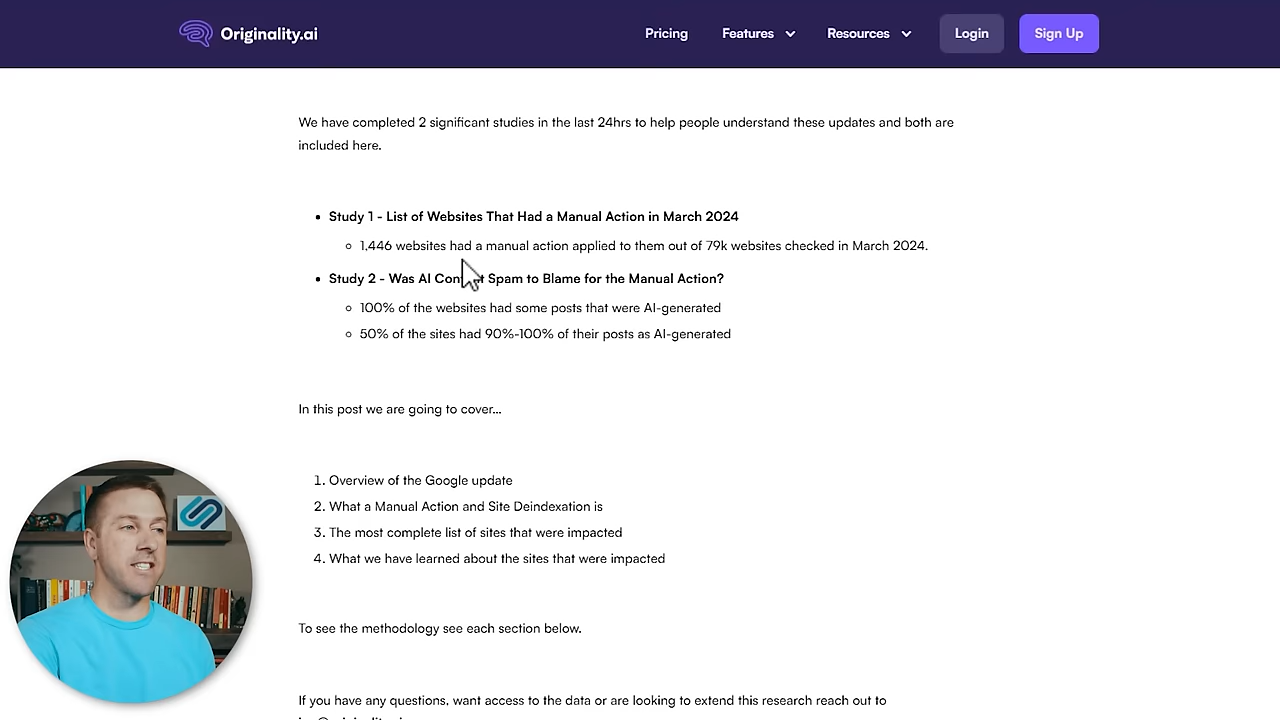 Originality.ai
Pricing
Features
Resources
Login
Sign Up
We have completed 2 significant studies in the last 24hrs to help people understand these updates and both are
included here.
Study 1 - List of Websites That Had a Manual Action in March 2024
1,446 websites had a manual action applied to them out of 79k websites checked in March 2024.
Study 2 - Was AI Content Spam to Blame for the Manual Action?
100% of the websites had some posts that were AI-generated
50% of the sites had 90%-100% of their posts as AI-generated
In this post we are going to cover...
1. Overview of the Google update
2. What a Manual Action and Site Deindexation is
3. The most complete list of sites that were impacted
4. What we have learned about the sites that were impacted
To see the methodology see each section below.
If you have any questions, want access to the data or are looking to extend this research reach out to